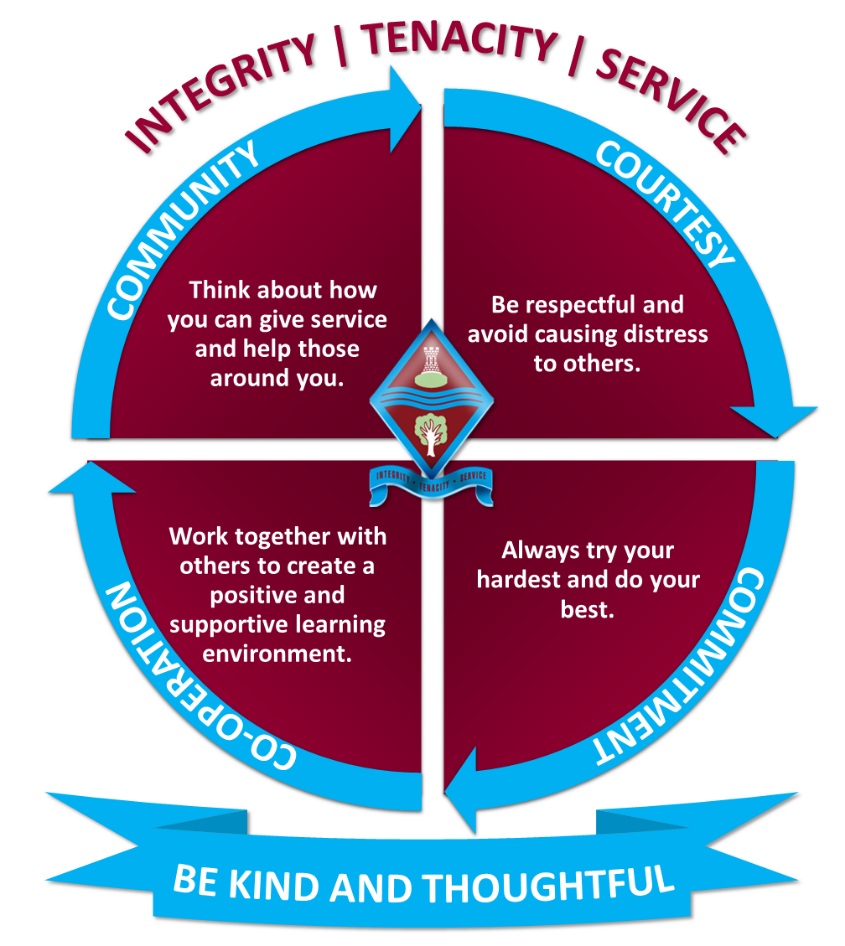 INTEGRITY | TENACITY | SERVICE
COMMUNITY
Think about how
you can give service
and help those
around you.
COURTESY
Be respectful and
avoid causing distress
to others.
INTEGRITY • TENACITY • SERVICE
CO-OPERATION
Work together with
others to create a
positive and
supportive learning
environment.
COMMITMENT
Always try your
hardest and do your
best.
BE KIND AND THOUGHTFUL